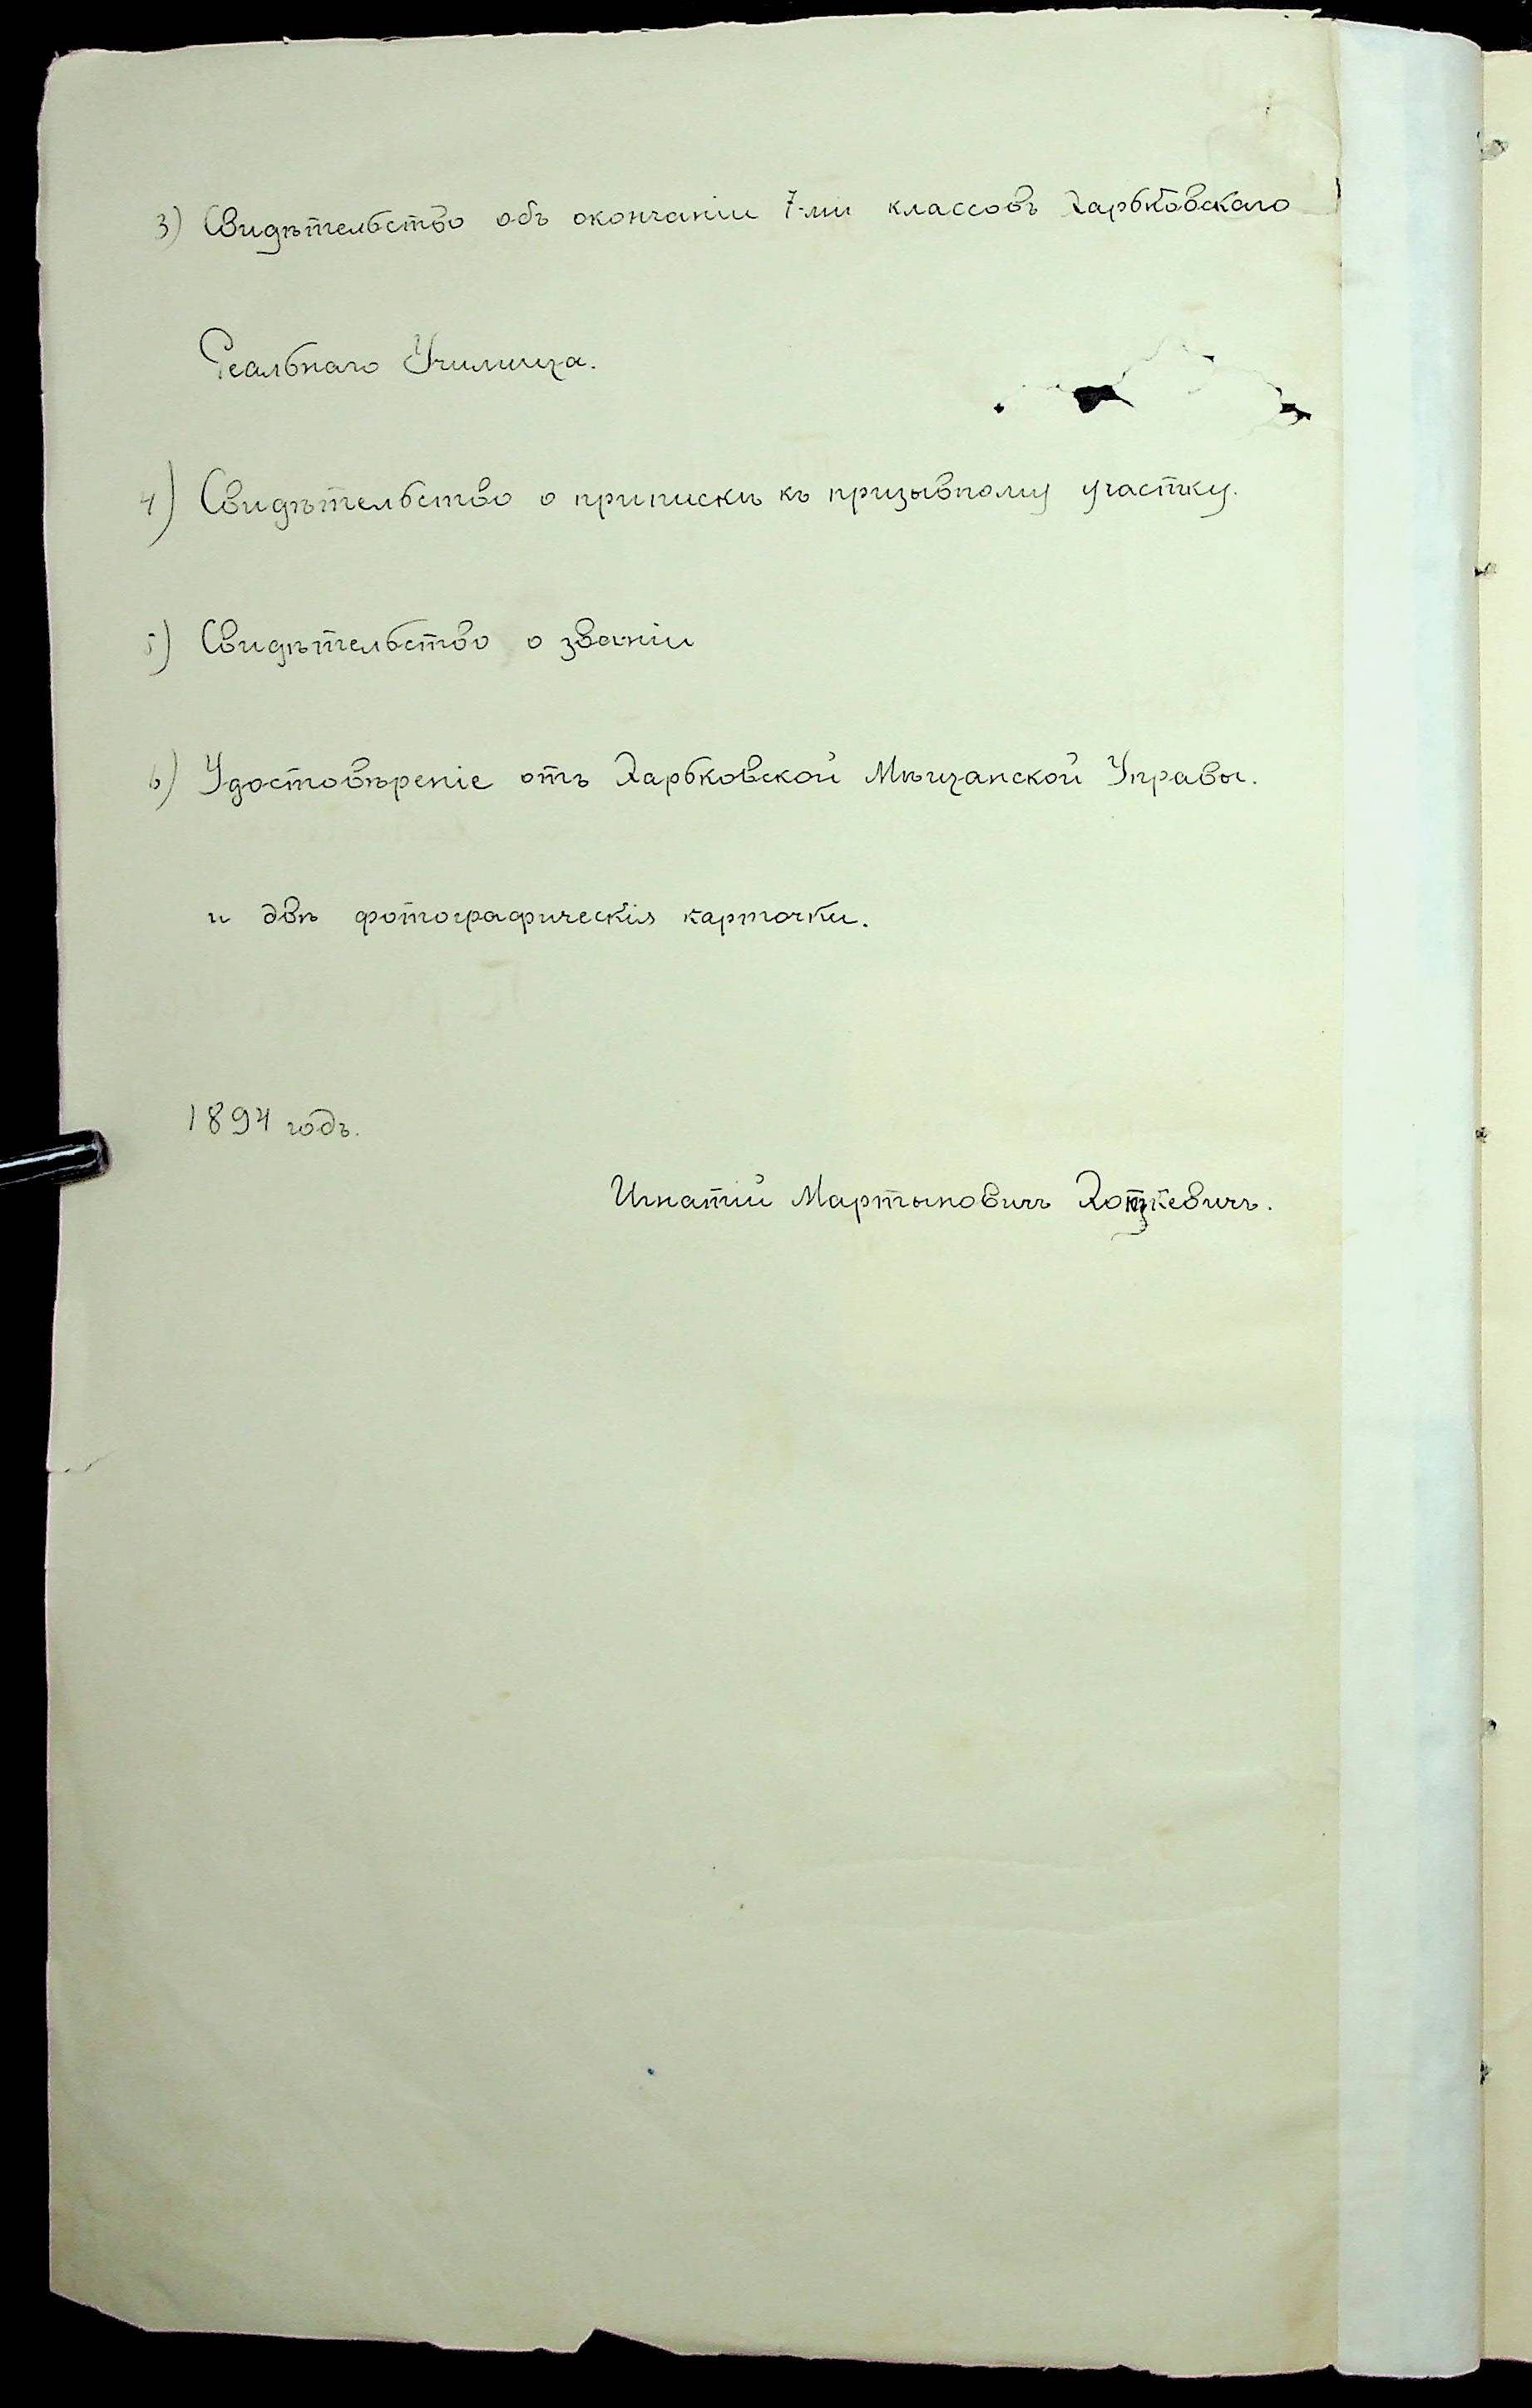 3) Свидѣтельство объ окончаніи 7-ми классовъ Харьковскаго
Реальнаго Училища.
4) Свидѣтельство о припискѣ къ призывному участку.
5) Свидѣтельство о званіи
6) Удостовѣреніе отъ Харьковской Мѣщанской Управы.
и двѣ фотографическія карточки.
1894 годъ.
Игнатій Мартыновичъ Хоткевичъ.